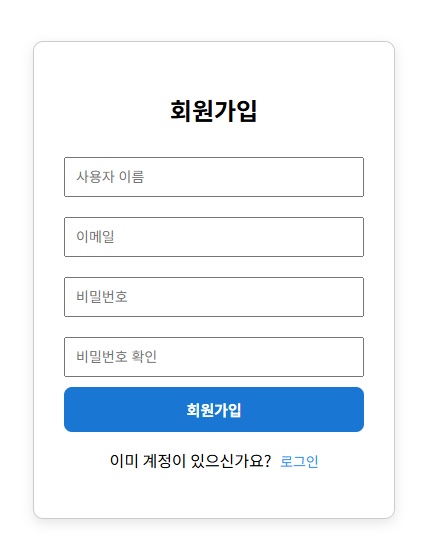 회원가입
사용자 이름
이메일
비밀번호
비밀번호 확인
회원가입
이미 계정이 있으신가요? 로그인